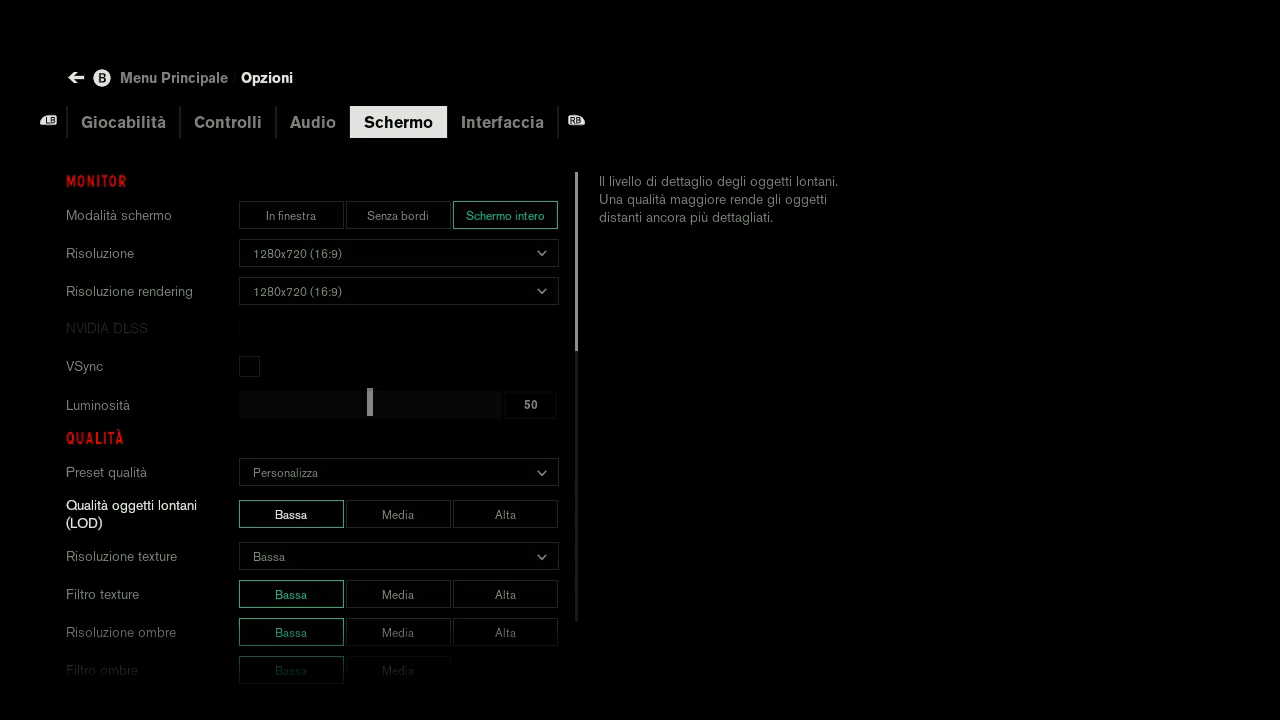 B Menu Principale Opzioni
LB Giocabilità Controlli Audio Schermo Interfaccia RB
MONITOR
Modalità schermo In finestra Senza bordi Schermo intero
Risoluzione 1280x720 (16:9)
Risoluzione rendering 1280x720 (16:9)
NVIDIA DLSS
VSync
Luminosità 50
QUALITÀ
Preset qualità Personalizza
Qualità oggetti lontani
(LOD)
Bassa Media Alta
Risoluzione texture Bassa
Filtro texture Bassa Media Alta
Risoluzione ombre Bassa Media Alta
Filtro ombre Bassa Media
Il livello di dettaglio degli oggetti lontani.
Una qualità maggiore rende gli oggetti
distanti ancora più dettagliati.